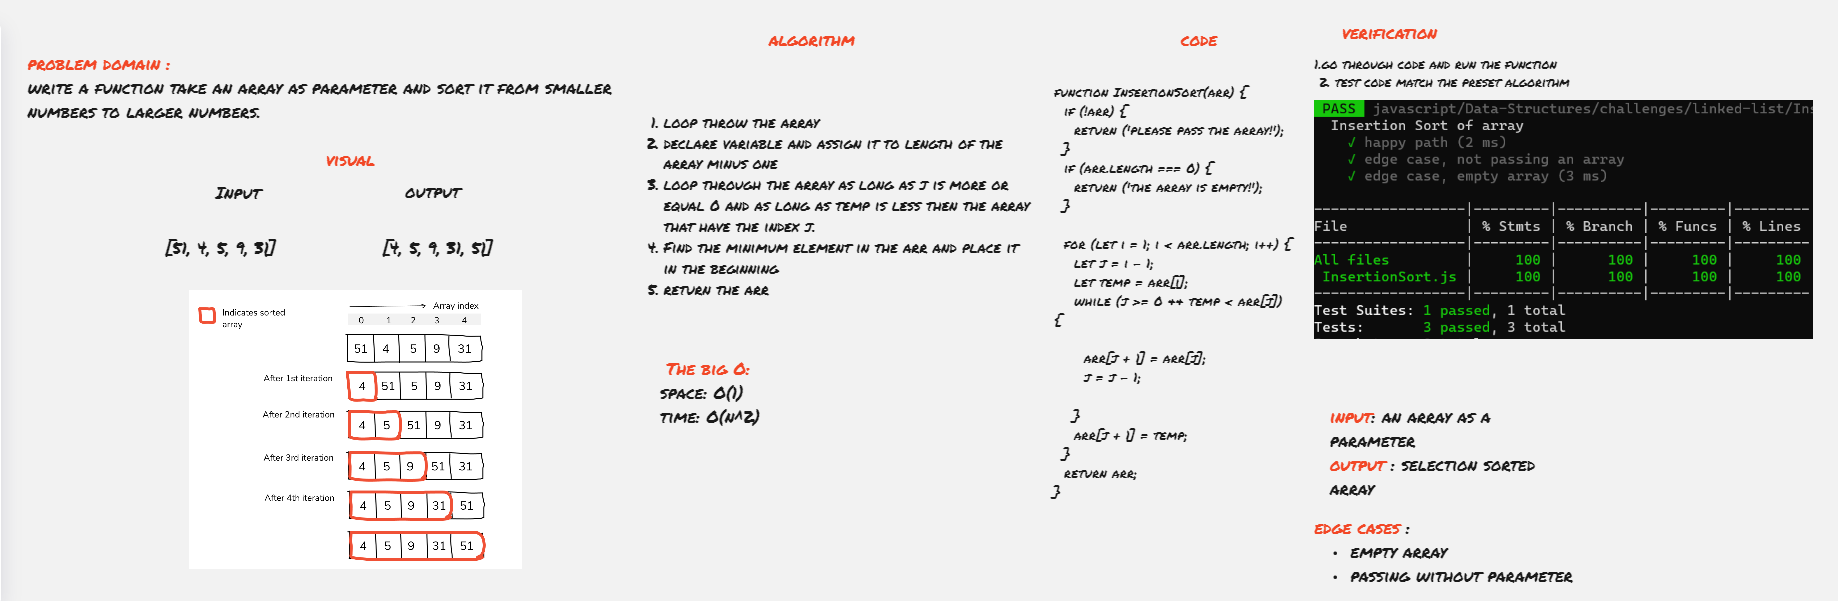 PROBLEM DOMAIN :
WRITE A FUNCTION TAKE AN ARRAY AS PARAMETER AND SORT IT FROM SMALLER
NUMBERS TO LARGER NUMBERS.
VISUAL
INPUT
OUTPUT
[51, 4, 5, 9, 31]
[4, 5, 9, 31, 51]
Indicates sorted
array
Array index
0 1 2 3 4
51 4 5 9 31
After 1st iteration
4 51 5 9 31
After 2nd iteration
4 5 51 9 31
After 3rd iteration
4 5 9 51 31
After 4th iteration
4 5 9 31 51
4 5 9 31 51
ALGORITHM
1. LOOP THROW THE ARRAY
2. DECLARE VARIABLE AND ASSIGN IT TO LENGTH OF THE
ARRAY MINUS ONE
3. LOOP THROUGH THE ARRAY AS LONG AS J IS MORE OR
EQUAL 0 AND AS LONG AS TEMP IS LESS THEN THE ARRAY
THAT HAVE THE INDEX J.
4. FIND THE MINIMUM ELEMENT IN THE ARR AND PLACE IT
IN THE BEGINNING
5. RETURN THE ARR
THE BIG O:
SPACE: O(1)
TIME: O(N^2)
CODE
FUNCTION INSERTIONSORT(ARR) {
IF (!ARR) {
RETURN ('PLEASE PASS THE ARRAY!!');
}
IF (ARR.LENGTH === 0) {
RETURN ('THE ARRAY IS EMPTY!!');
}
FOR (LET I = 1; I < ARR.LENGTH; I++) {
LET J = I - 1;
LET TEMP = ARR[I];
WHILE (J >= 0 && TEMP < ARR[J])
{
ARR[J + 1] = ARR[J];
J = J - 1;
}
ARR[J + 1] = TEMP;
}
RETURN ARR;
}
VERIFICATION
1.GO THROUGH CODE AND RUN THE FUNCTION
2. TEST CODE MATCH THE PRESET ALGORITHM
PASS javascript/Data-Structures/challenges/linked-list/Ins
Insertion Sort of array
√ happy path (2 ms)
√ edge case, not passing an array
√ edge case, empty array (3 ms)
File | % Stmts | % Branch | % Funcs | % Lines
All files | 100 | 100 | 100 | 100
InsertionSort.js | 100 | 100 | 100 | 100
Test Suites: 1 passed, 1 total
Tests: 3 passed, 3 total
INPUT: AN ARRAY AS A
PARAMETER
OUTPUT : SELECTION SORTED
ARRAY
EDGE CASES :
• EMPTY ARRAY
• PASSING WITHOUT PARAMETER